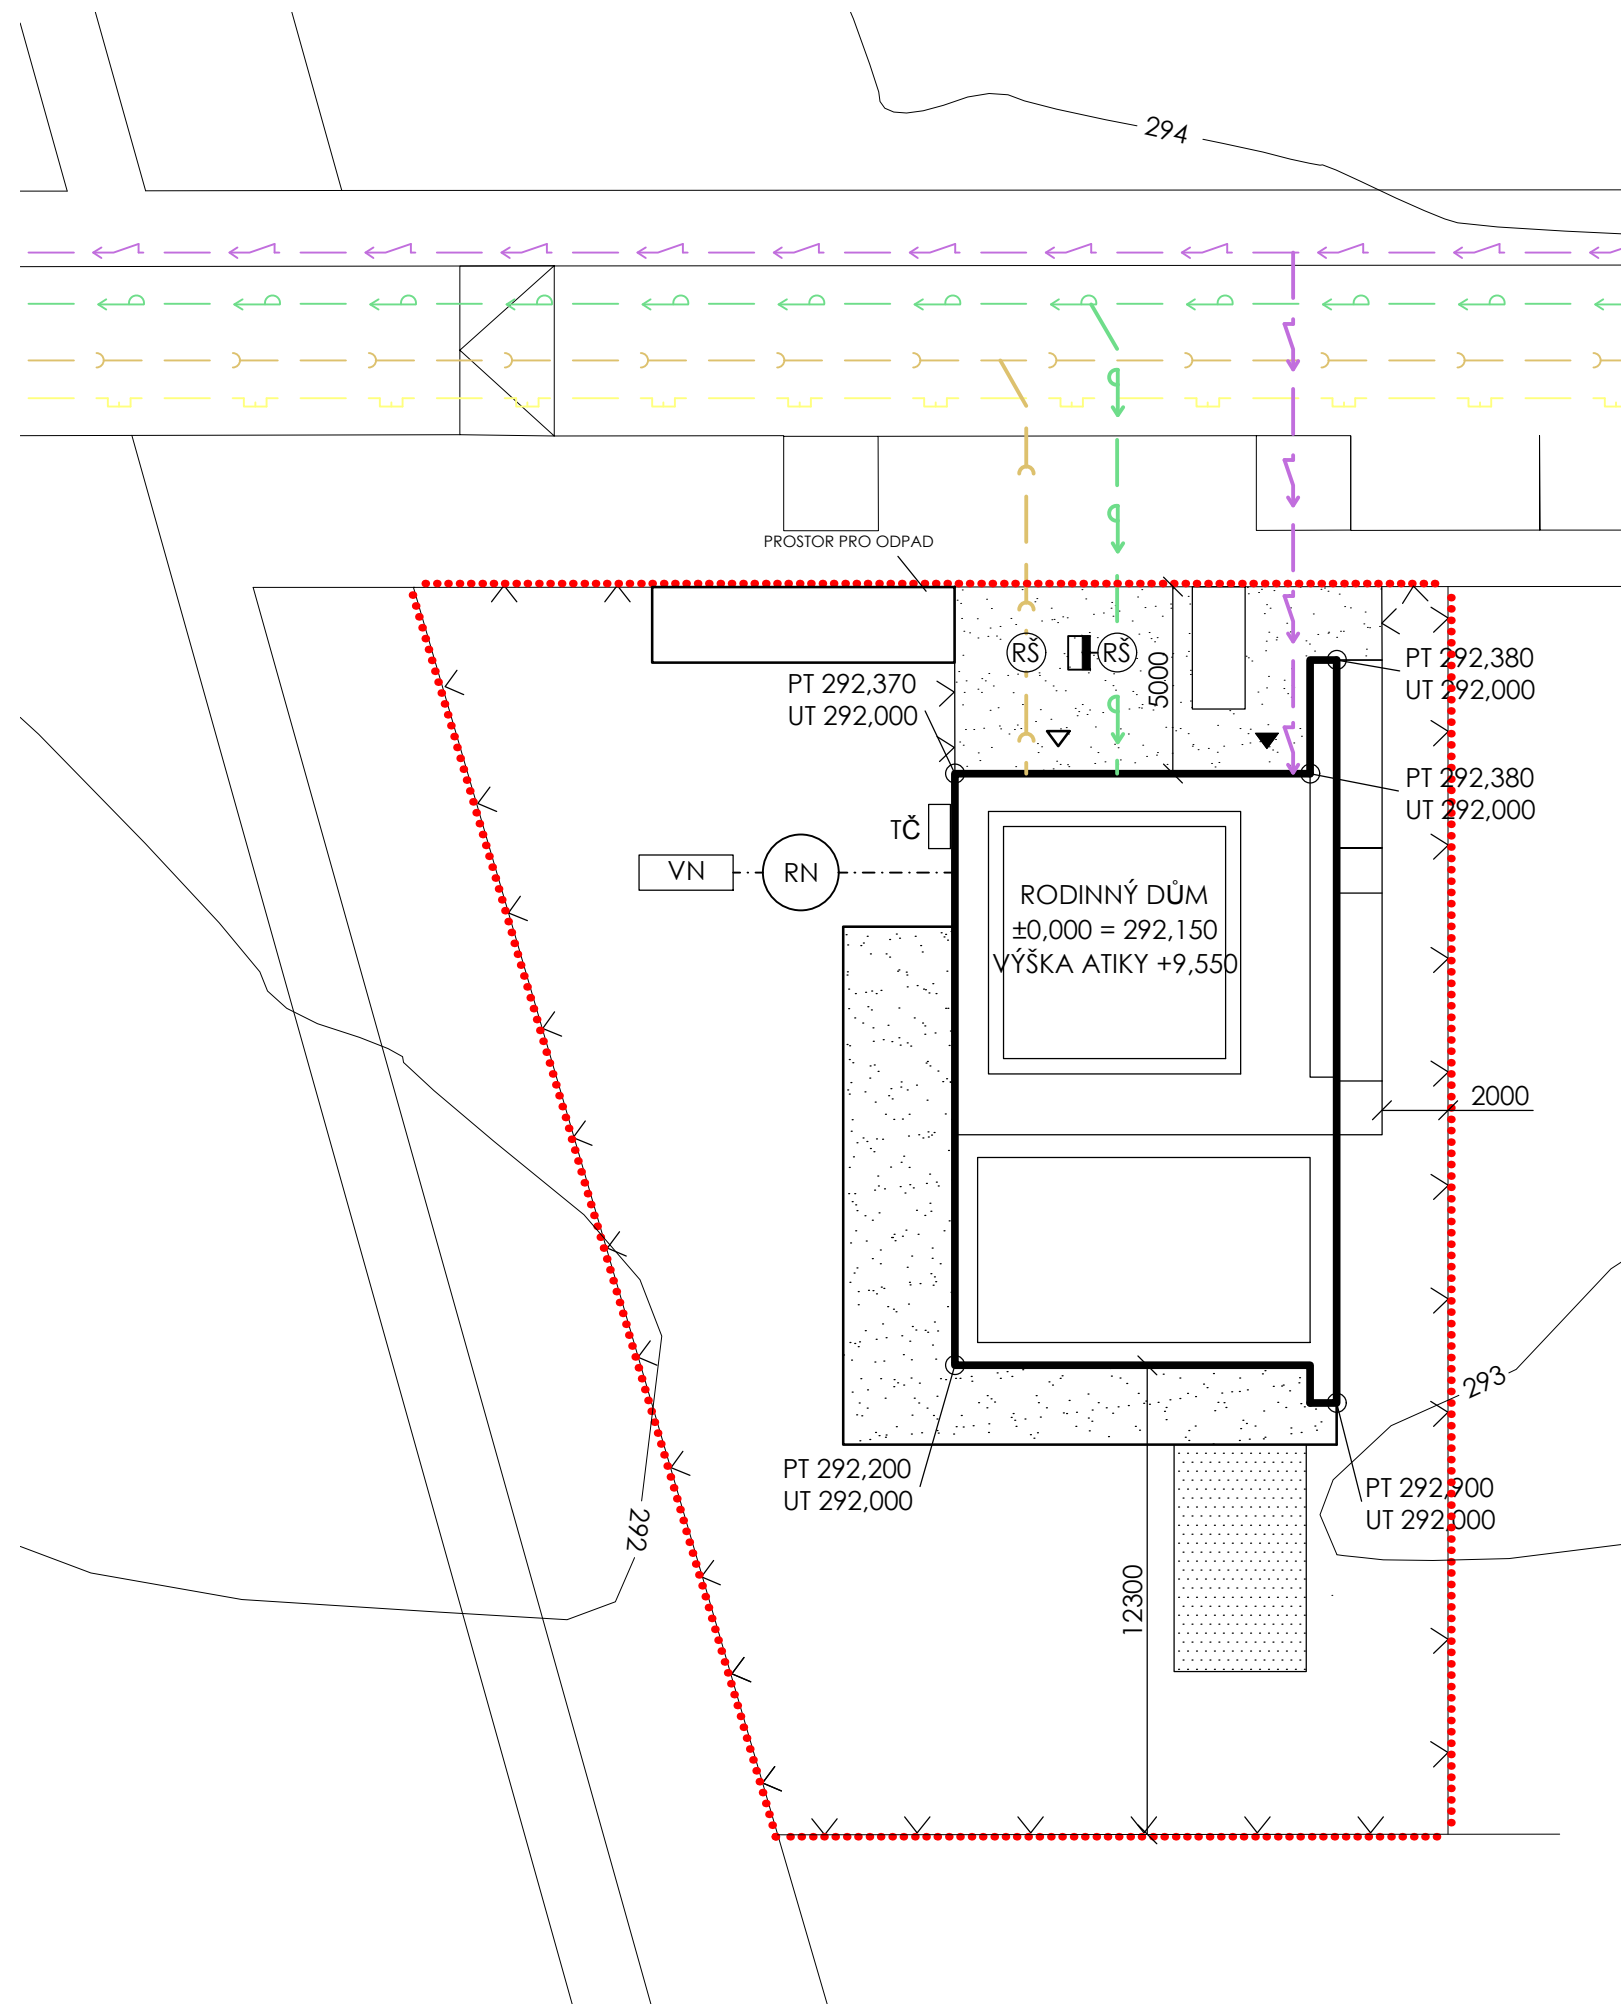 294
PROSTOR PRO ODPAD
RŠ
RŠ
5000
PT 292,380
UT 292,000
PT 292,370
UT 292,000
PT 292,380
UT 292,000
TČ
VN
RN
RODINNÝ DŮM
±0,000 = 292,150
VÝŠKA ATIKY +9,550
2000
293
PT 292,200
UT 292,000
PT 292,900
UT 292,000
292
12300